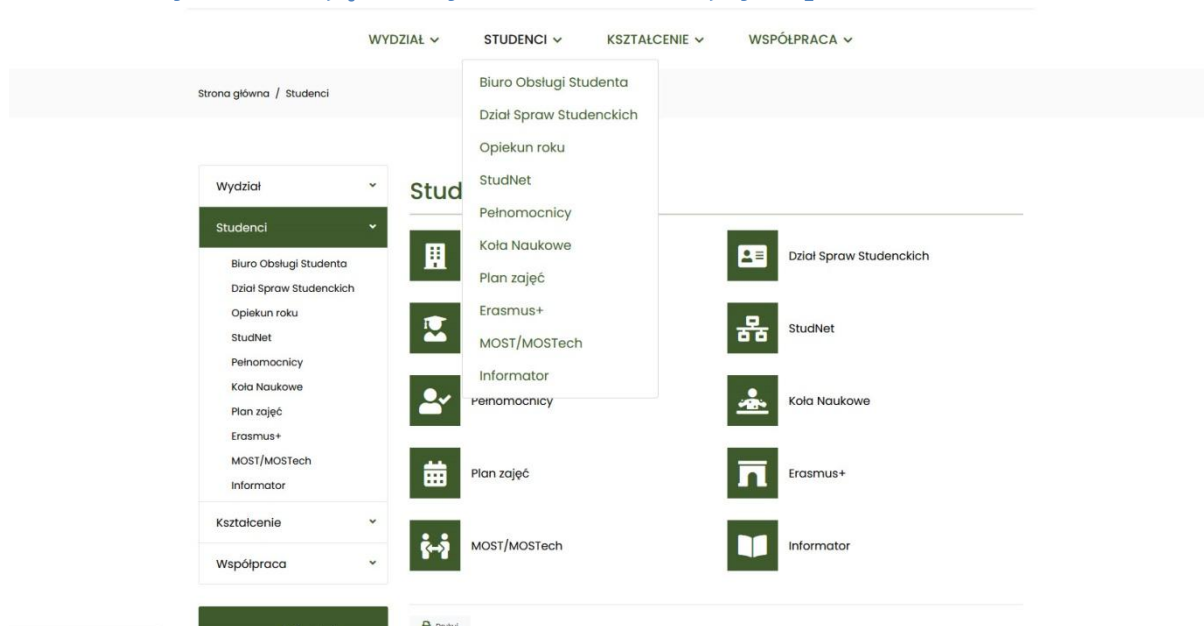 WYDZIAŁ STUDENCI KSZTAŁCENIE WSPÓŁPRACA
Biuro Obsługi Studenta
Dział Spraw Studenckich
Opiekun roku
StudNet
Pełnomocnicy
Koła Naukowe
Plan zajęć
Erasmus+
MOST/MOSTech
Informator
Strona główna / Studenci
Wydział
Studenci
Biuro Obsługi Studenta
Dział Spraw Studenckich
Opiekun roku
StudNet
Pełnomocnicy
Koła Naukowe
Plan zajęć
Erasmus+
MOST/MOSTech
Informator
Kształcenie
Współpraca
Stud
Dział Spraw Studenckich
StudNet
Pełnomocnicy
Koła Naukowe
Plan zajęć
Erasmus+
MOST/MOSTech
Informator